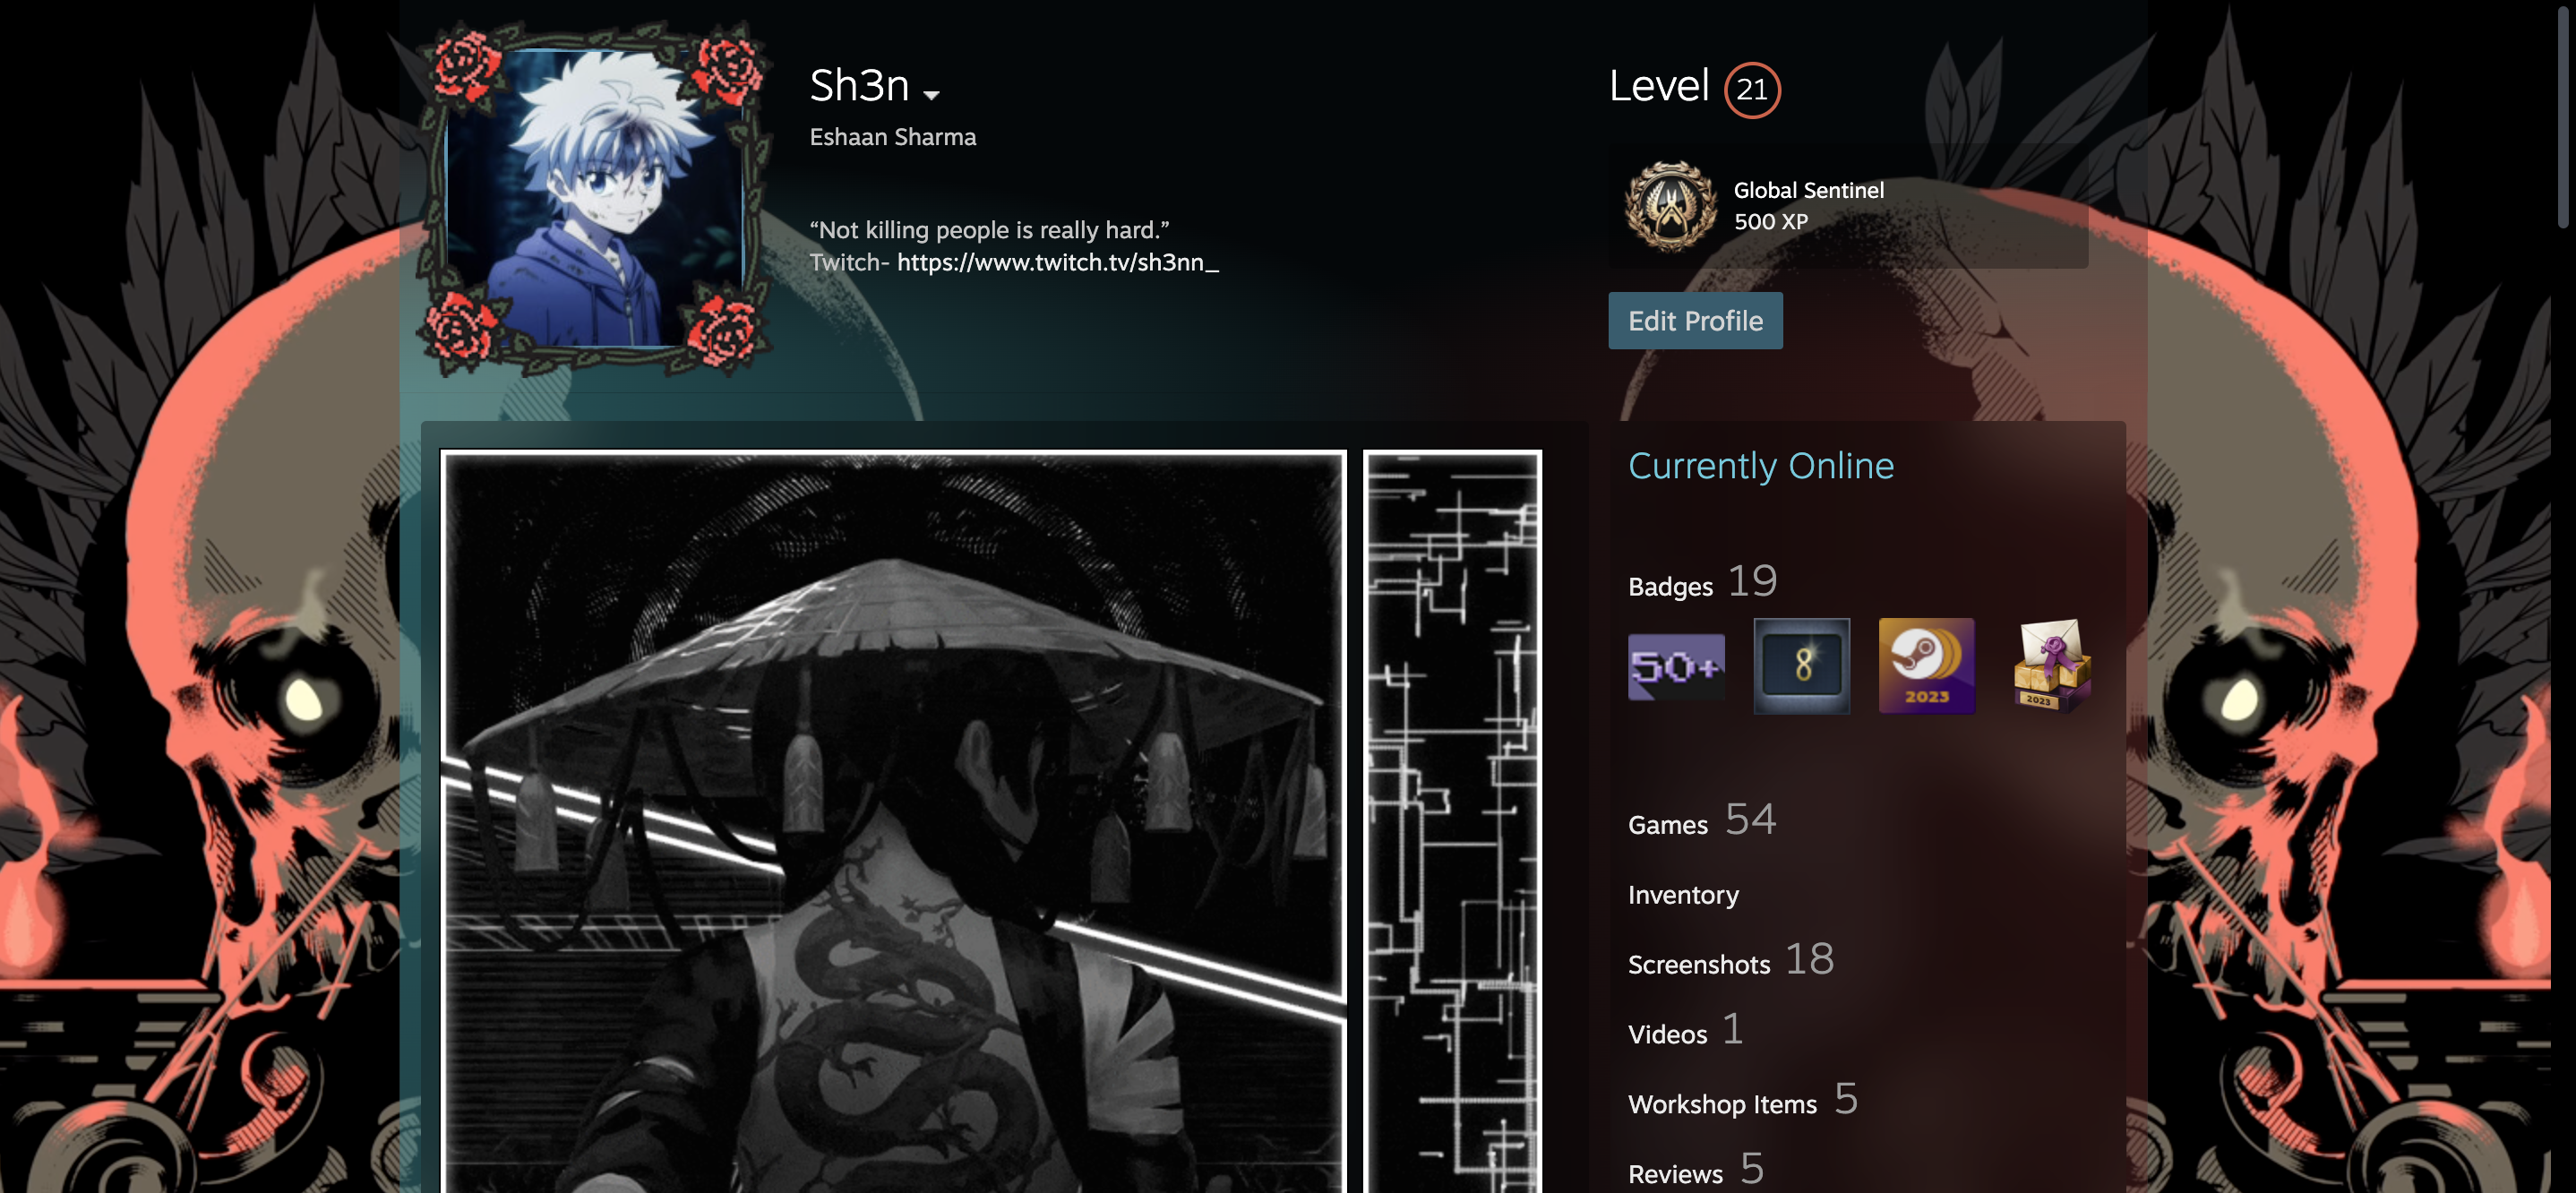 Sh3n
Eshaan Sharma
“Not killing people is really hard.”
Twitch- https://www.twitch.tv/sh3nn_
Level 21
Global Sentinel
500 XP
Edit Profile
Currently Online
Badges 19
50+
8
2023
2023
Games 54
Inventory
Screenshots 18
Videos 1
Workshop Items 5
Reviews 5